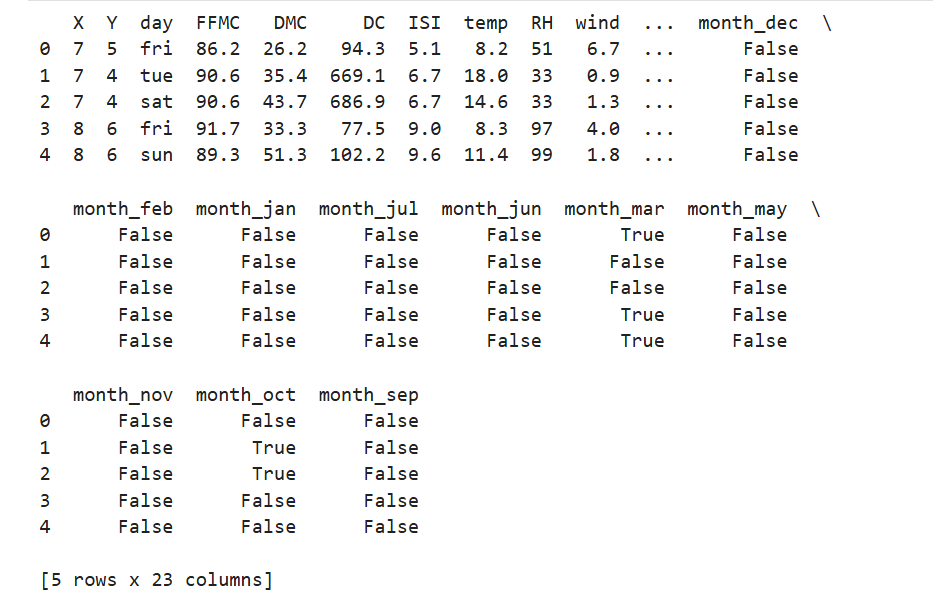 X  Y  day  FFMC   DMC     DC  ISI  temp  RH  wind  ...  month_dec  \
0  7  5  fri  86.2  26.2   94.3  5.1   8.2  51   6.7  ...      False
1  7  4  tue  90.6  35.4  669.1  6.7  18.0  33   0.9  ...      False
2  7  4  sat  90.6  43.7  686.9  6.7  14.6  33   1.3  ...      False
3  8  6  fri  91.7  33.3   77.5  9.0   8.3  97   4.0  ...      False
4  8  6  sun  89.3  51.3  102.2  9.6  11.4  99   1.8  ...      False

   month_feb  month_jan  month_jul  month_jun  month_mar  month_may  \
0      False      False      False      False       True      False
1      False      False      False      False      False      False
2      False      False      False      False      False      False
3      False      False      False      False       True      False
4      False      False      False      False       True      False

   month_nov  month_oct  month_sep
0      False      False      False
1      False       True      False
2      False       True      False
3      False      False      False
4      False      False      False

[5 rows x 23 columns]